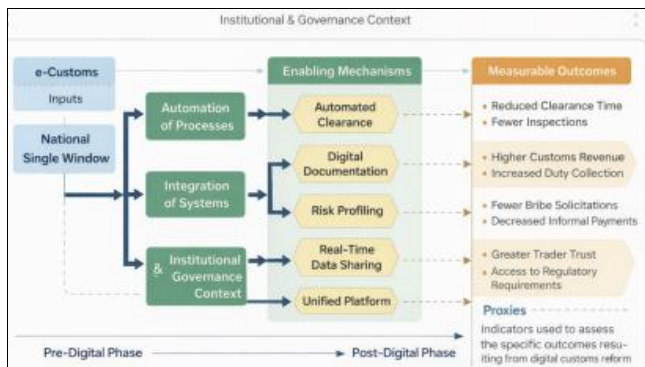 Institutional & Governance Context
e-Customs
Inputs
National
Single Window
Automation
of Processes
Integration
of Systems
& Institutional
Governance
Context
Enabling Mechanisms
Automated
Clearance
Digital
Documentation
Risk Profiling
Real-Time
Data Sharing
Unified Platform
Measurable Outcomes
• Reduced Clearance Time
• Fewer Inspections
• Higher Customs Revenue
• Increased Duty Collection
• Fewer Bribe Solicitations
• Decreased Informal Payments
• Greater Trader Trust
• Access to Regulatory
Requirements
Proxies
Indicators used to assess
the specific outcomes resu-
iting from digital customs reform
Pre-Digital Phase
Post-Digital Phase